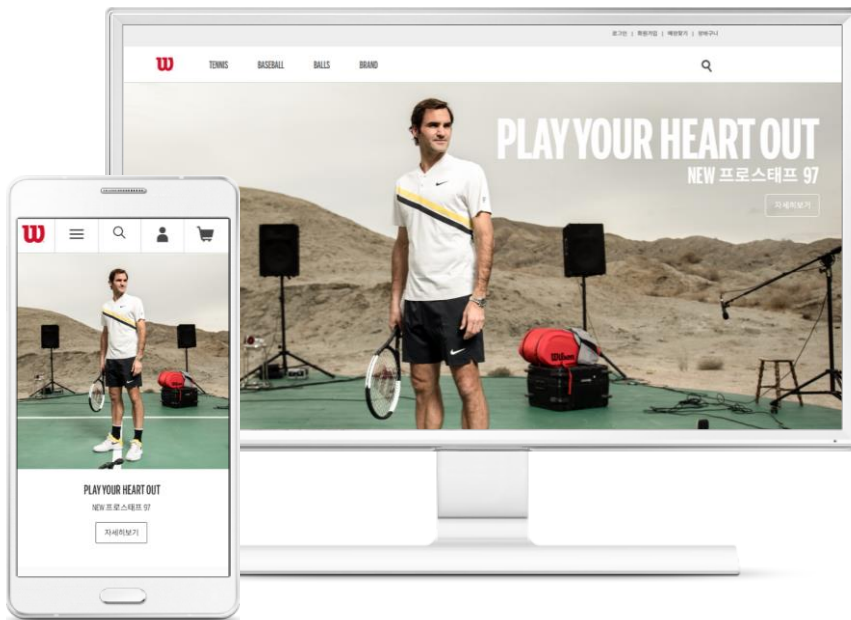 로그인 | 회원가입 | 매장찾기 | 장바구니
W TENNIS BASEBALL BALLS BRAND
PLAY YOUR HEART OUT
NEW 프로스태프 97
자세히보기
Wilson
W
PLAY YOUR HEART OUT
NEW 프로스태프 97
자세히보기